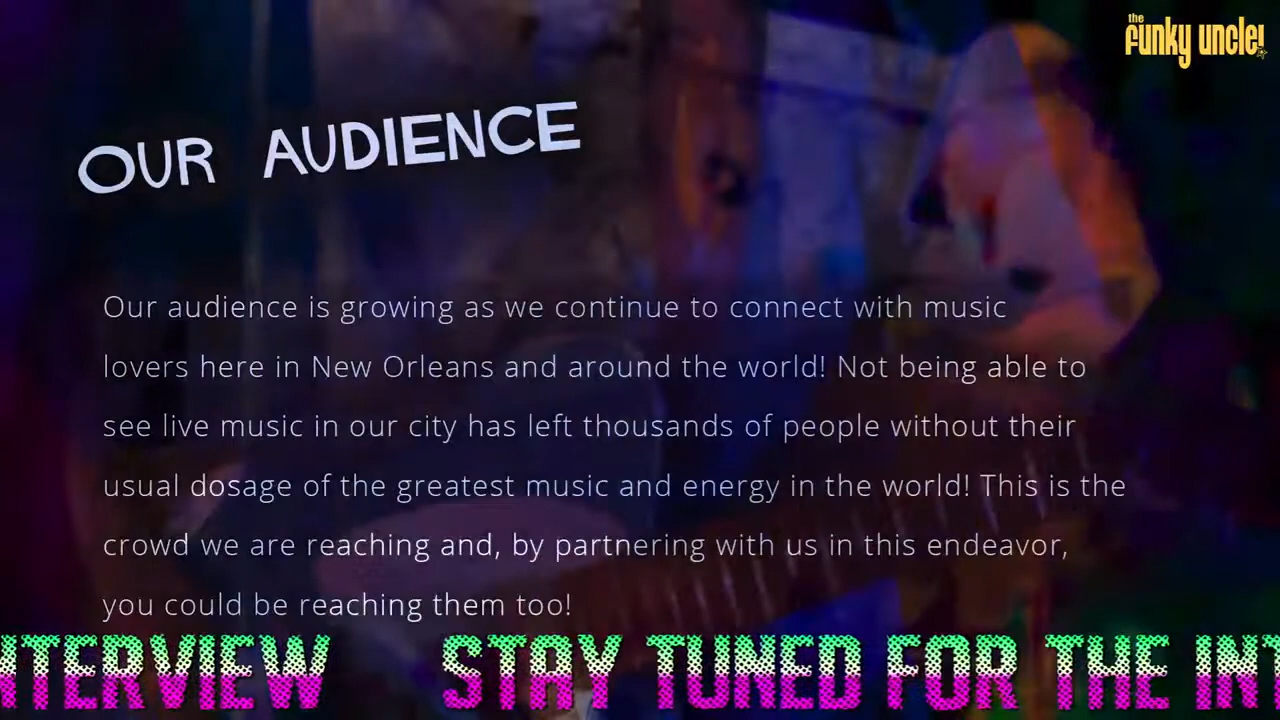 the
funky uncle!
OUR AUDIENCE
Our audience is growing as we continue to connect with music
lovers here in New Orleans and around the world! Not being able to
see live music in our city has left thousands of people without their
usual dosage of the greatest music and energy in the world! This is the
crowd we are reaching and, by partnering with us in this endeavor,
you could be reaching them too!
NTERVIEW STAY TUNED FOR THE INT